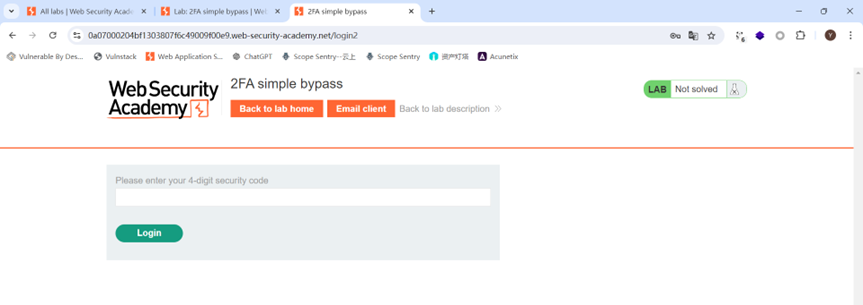 All labs | Web Security Acade
Lab: 2FA simple bypass | We
2FA simple bypass
0a07000204bf1303807f6c49009f00e9.web-security-academy.net/login2
Vulnerable By Des...
Vulnstack
Web Application S...
ChatGPT
Scope Sentry--云上
Scope Sentry
资产灯塔
Acunetix
Web Security
Academy
2FA simple bypass
Back to lab home
Email client
Back to lab description
LAB
Not solved
Please enter your 4-digit security code
Login